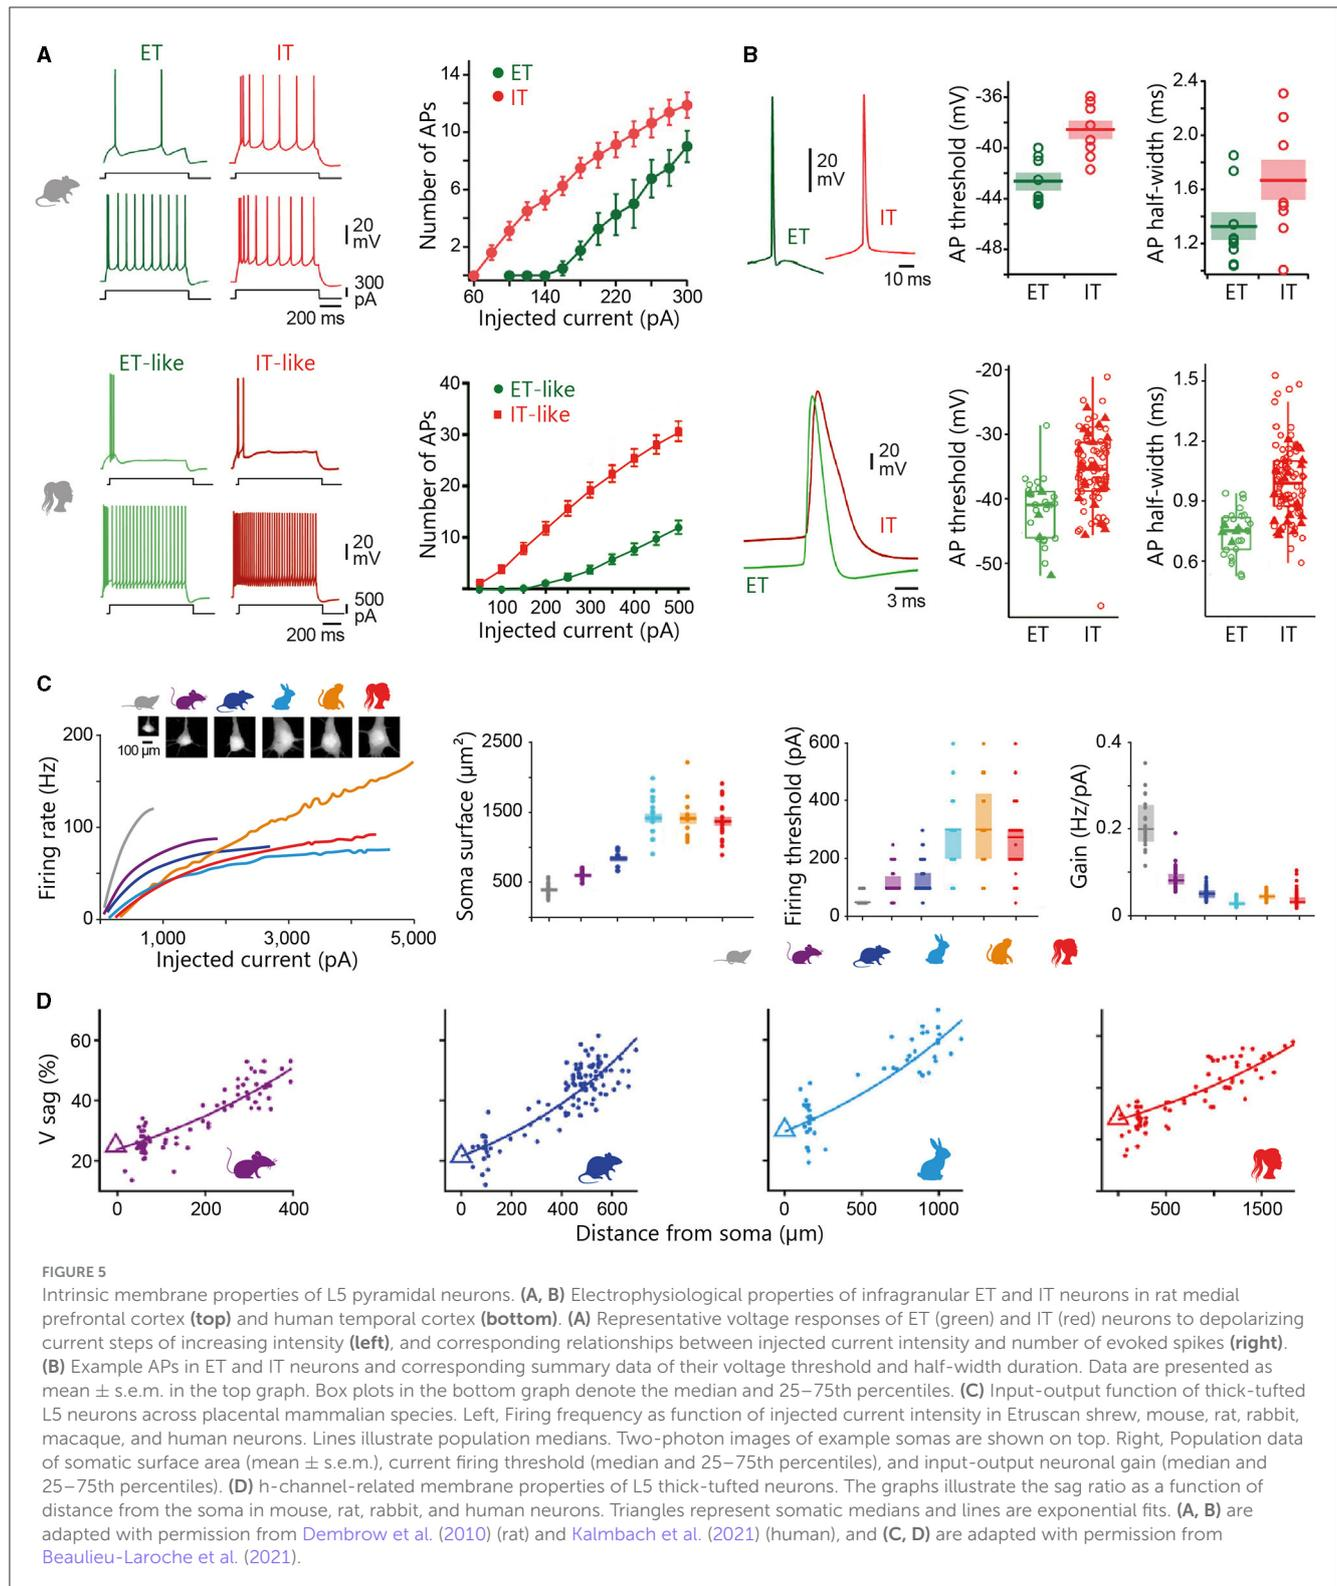 A
ET
IT
20
mV
300
pA
200 ms
14
10
6
2
Number of APs
ET
IT
60
140
220
300
Injected current (pA)
B
20
mV
ET
IT
10 ms
AP threshold (mV)
-36
-40
-44
-48
ET
IT
AP half-width (ms)
2.4
2.0
1.6
1.2
ET
IT
ET-like
IT-like
20
mV
500
pA
200 ms
40
30
20
10
Number of APs
ET-like
IT-like
100
200
300
400
500
Injected current (pA)
20
mV
IT
ET
3 ms
AP threshold (mV)
-20
-30
-40
-50
ET
IT
AP half-width (ms)
1.5
1.2
0.9
0.6
ET
IT
C
100 µm
Firing rate (Hz)
200
100
0
1,000
3,000
5,000
Injected current (pA)
Soma surface (µm²)
2500
1500
500
Firing threshold (pA)
600
400
200
0
Gain (Hz/pA)
0.4
0.2
0
D
V sag (%)
60
40
20
0
200
400
0
200
400
600
0
500
1000
500
1500
Distance from soma (µm)
FIGURE 5
Intrinsic membrane properties of L5 pyramidal neurons. (A, B) Electrophysiological properties of infragranular ET and IT neurons in rat medial
prefrontal cortex (top) and human temporal cortex (bottom). (A) Representative voltage responses of ET (green) and IT (red) neurons to depolarizing
current steps of increasing intensity (left), and corresponding relationships between injected current intensity and number of evoked spikes (right).
(B) Example APs in ET and IT neurons and corresponding summary data of their voltage threshold and half-width duration. Data are presented as
mean ± s.e.m. in the top graph. Box plots in the bottom graph denote the median and 25–75th percentiles. (C) Input-output function of thick-tufted
L5 neurons across placental mammalian species. Left, Firing frequency as function of injected current intensity in Etruscan shrew, mouse, rat, rabbit,
macaque, and human neurons. Lines illustrate population medians. Two-photon images of example somas are shown on top. Right, Population data
of somatic surface area (mean ± s.e.m.), current firing threshold (median and 25–75th percentiles), and input-output neuronal gain (median and
25–75th percentiles). (D) h-channel-related membrane properties of L5 thick-tufted neurons. The graphs illustrate the sag ratio as a function of
distance from the soma in mouse, rat, rabbit, and human neurons. Triangles represent somatic medians and lines are exponential fits. (A, B) are
adapted with permission from Dembrow et al. (2010) (rat) and Kalmbach et al. (2021) (human), and (C, D) are adapted with permission from
Beaulieu-Laroche et al. (2021).